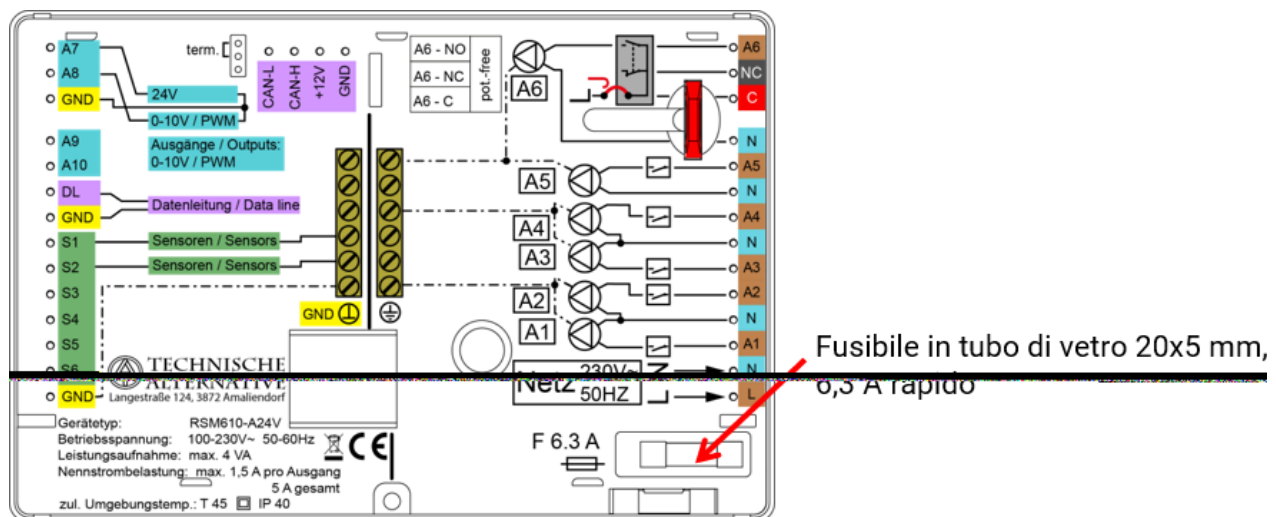 A7
A8
GND
A9
A10
DL
GND
S1
S2
S3
S4
S5
S6
GND
term.
CAN-L
CAN-H
+12V
GND
24V
0-10V / PWM
Ausgänge / Outputs:
0-10V / PWM
Datenleitung / Data line
Sensoren / Sensors
Sensoren / Sensors
GND
A6 - NO
A6 - NC
A6 - C
pot.-free
A6
A5
A4
A3
A2
A1
A6
NC
C
N
A5
N
A4
N
A3
A2
N
A1
N
L
Netz 230V~
50HZ
TECHNISCHE
ALTERNATIVE
Langestraße 124, 3872 Amaliendorf
Gerätetyp: RSM610-A24V
Betriebsspannung: 100-230V~ 50-60Hz
Leistungsaufnahme: max. 4 VA
Nennstrombelastung: max. 1,5 A pro Ausgang
5 A gesamt
zul. Umgebungstemp.: T 45 IP 40
CE
F 6.3 A
Fusibile in tubo di vetro 20x5 mm,
6,3 A rapido